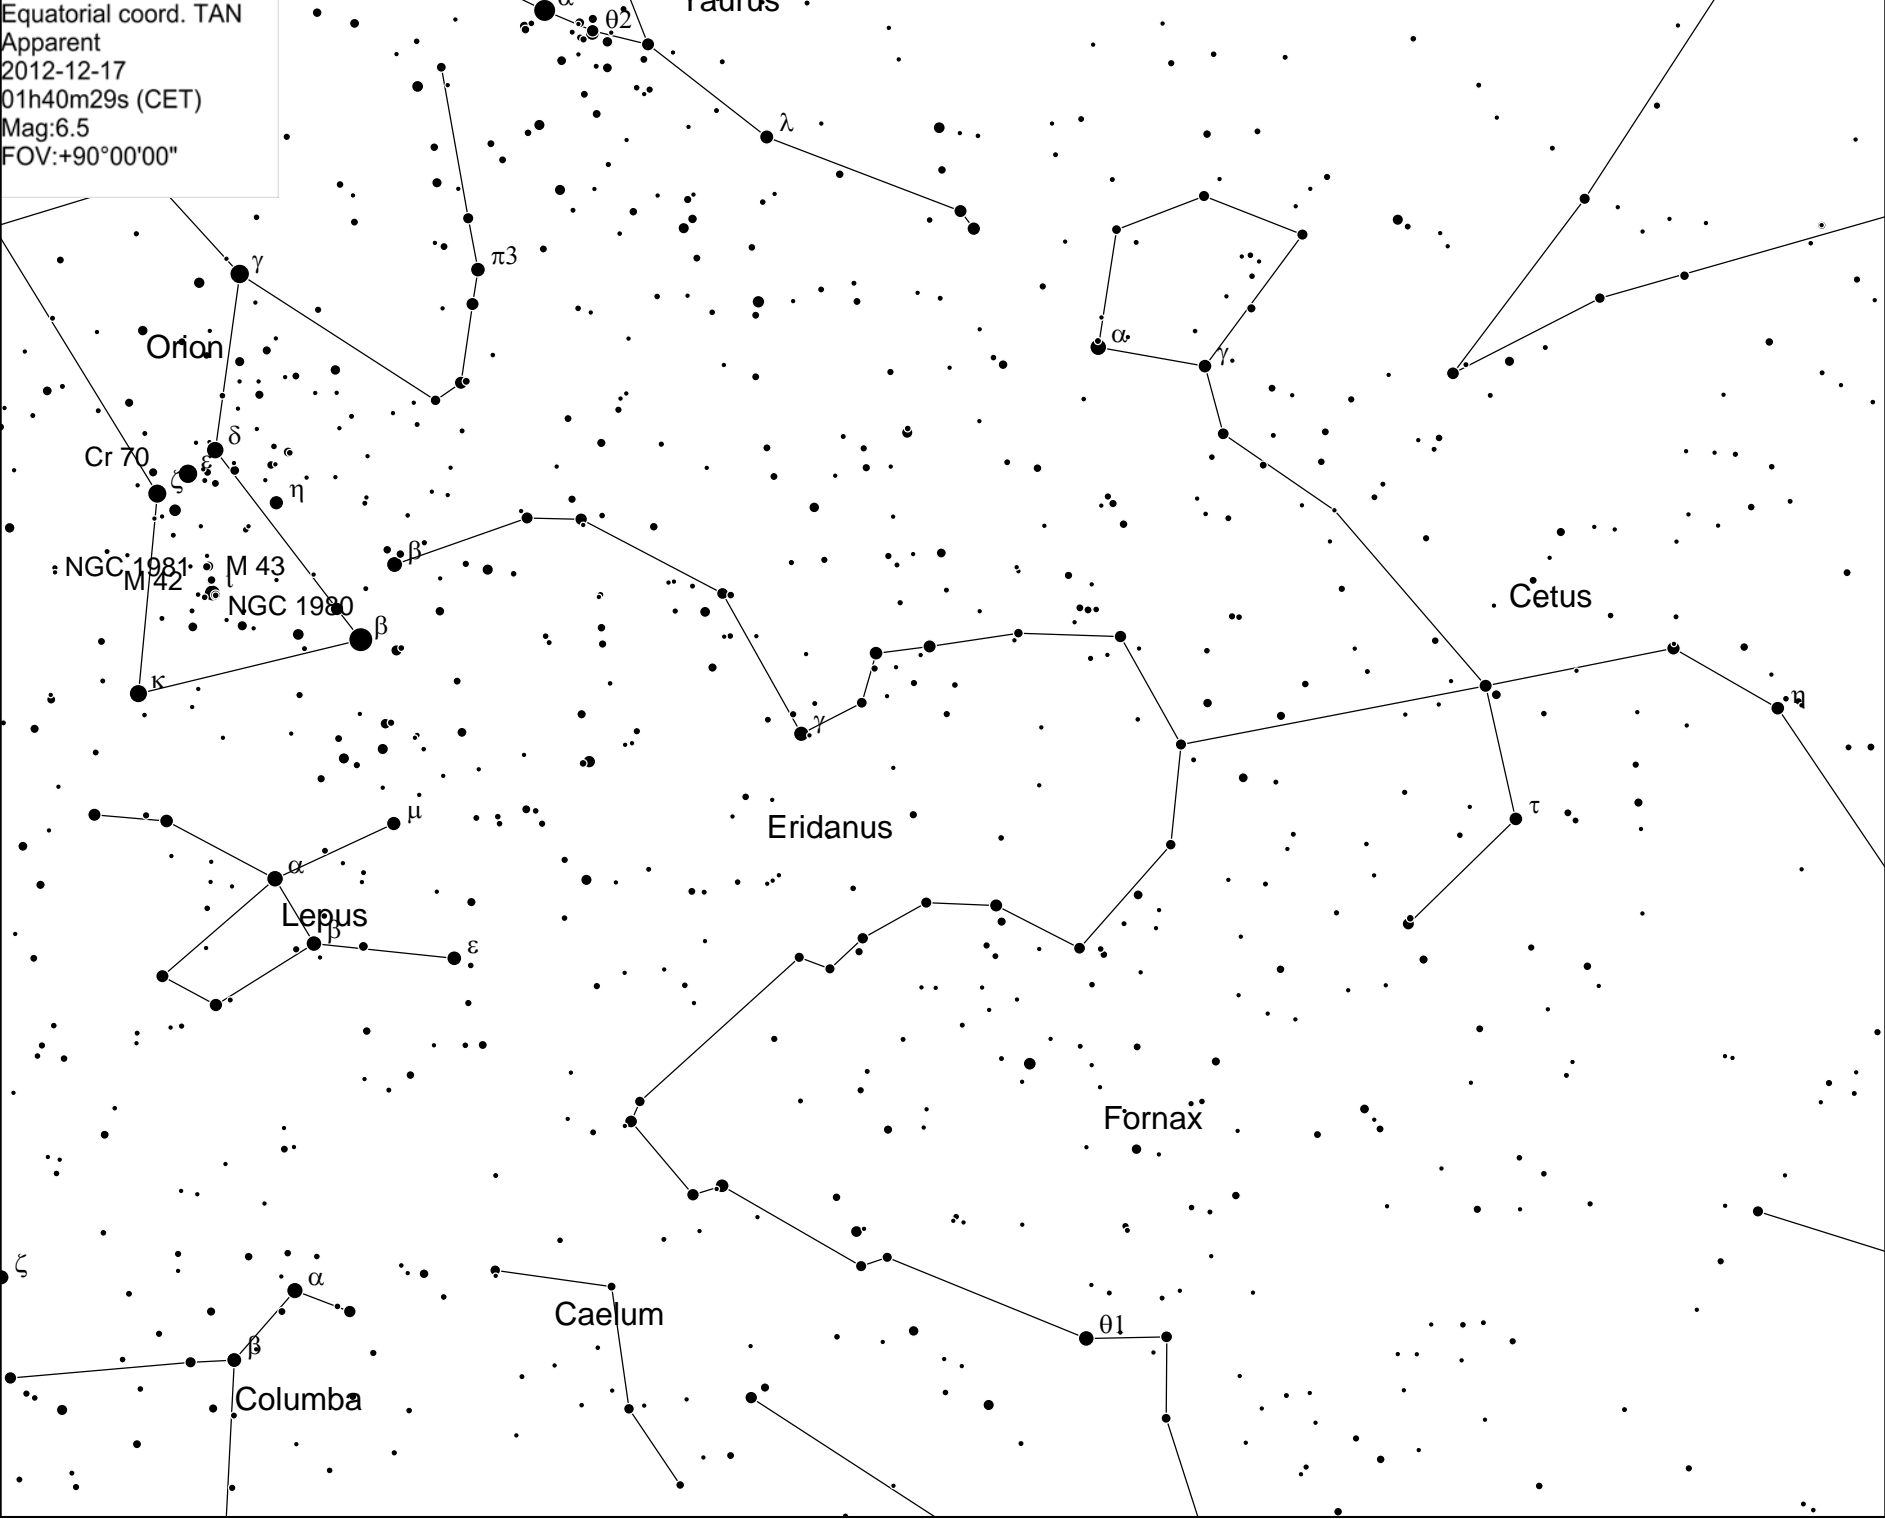 Equatorial coord. TAN
Apparent
2012-12-17
01h40m29s (CET)
Mag:6.5
FOV:+90°00'00"
α
θ2
Taurus
λ
γ
π3
Orion
α
γ
δ
Cr 70
ε
ζ
η
β
NGC 1981
M 43
M 42
ι
NGC 1980
β
Cetus
κ
η
γ
μ
Eridanus
τ
α
Lepus
β
ε
Fornax
ζ
α
Caelum
θ1
β
Columba